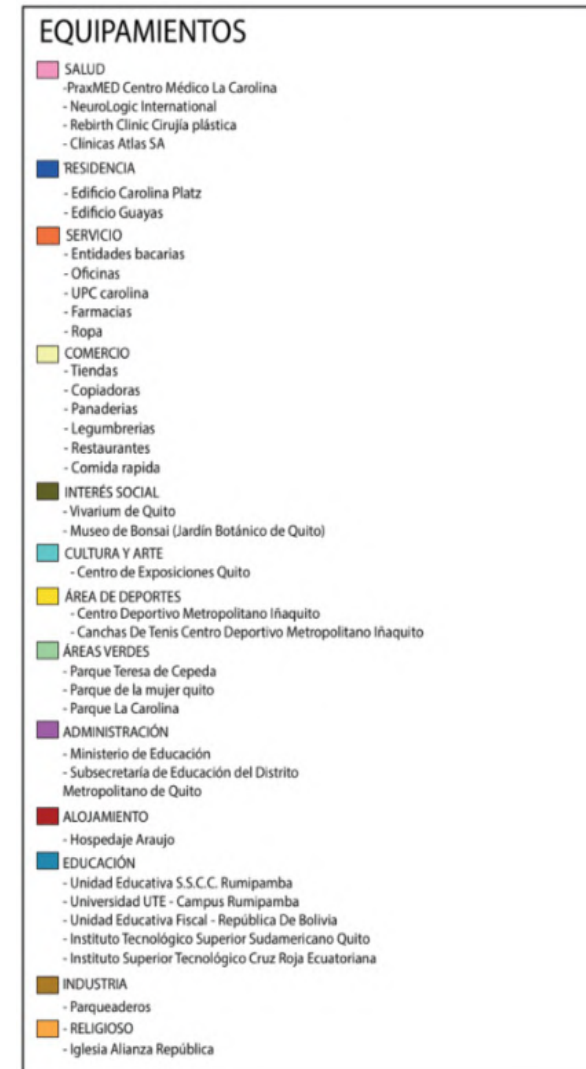 EQUIPAMIENTOS
SALUD
-PraxMED Centro Médico La Carolina
- NeuroLogic International
- Rebirth Clinic Cirujía plástica
- Clinicas Atlas SA
RESIDENCIA
- Edificio Carolina Platz
- Edificio Guayas
SERVICIO
- Entidades bacarias
- Oficinas
- UPC carolina
- Farmacias
- Ropa
COMERCIO
- Tiendas
- Copiadoras
- Panaderias
- Legumbrerias
- Restaurantes
- Comida rapida
INTERÉS SOCIAL
- Vivarium de Quito
- Museo de Bonsai (Jardín Botánico de Quito)
CULTURA Y ARTE
- Centro de Exposiciones Quito
ÁREA DE DEPORTES
- Centro Deportivo Metropolitano Iñaquito
- Canchas De Tenis Centro Deportivo Metropolitano Iñaquito
ÁREAS VERDES
- Parque Teresa de Cepeda
- Parque de la mujer quito
- Parque La Carolina
ADMINISTRACIÓN
- Ministerio de Educación
- Subsecretaría de Educación del Distrito
Metropolitano de Quito
ALOJAMIENTO
- Hospedaje Araujo
EDUCACIÓN
- Unidad Educativa S.S.C.C. Rumipamba
- Universidad UTE - Campus Rumipamba
- Unidad Educativa Fiscal - República De Bolivia
- Instituto Tecnológico Superior Sudamericano Quito
- Instituto Superior Tecnológico Cruz Roja Ecuatoriana
INDUSTRIA
- Parqueaderos
- RELIGIOSO
- Iglesia Alianza República